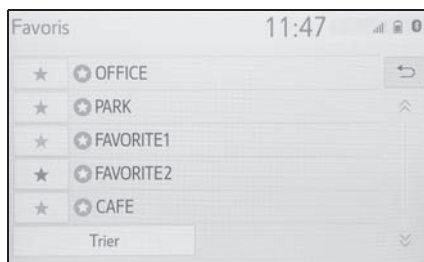 Favoris 11:47
OFFICE
PARK
FAVORITE1
FAVORITE2
CAFE
Trier